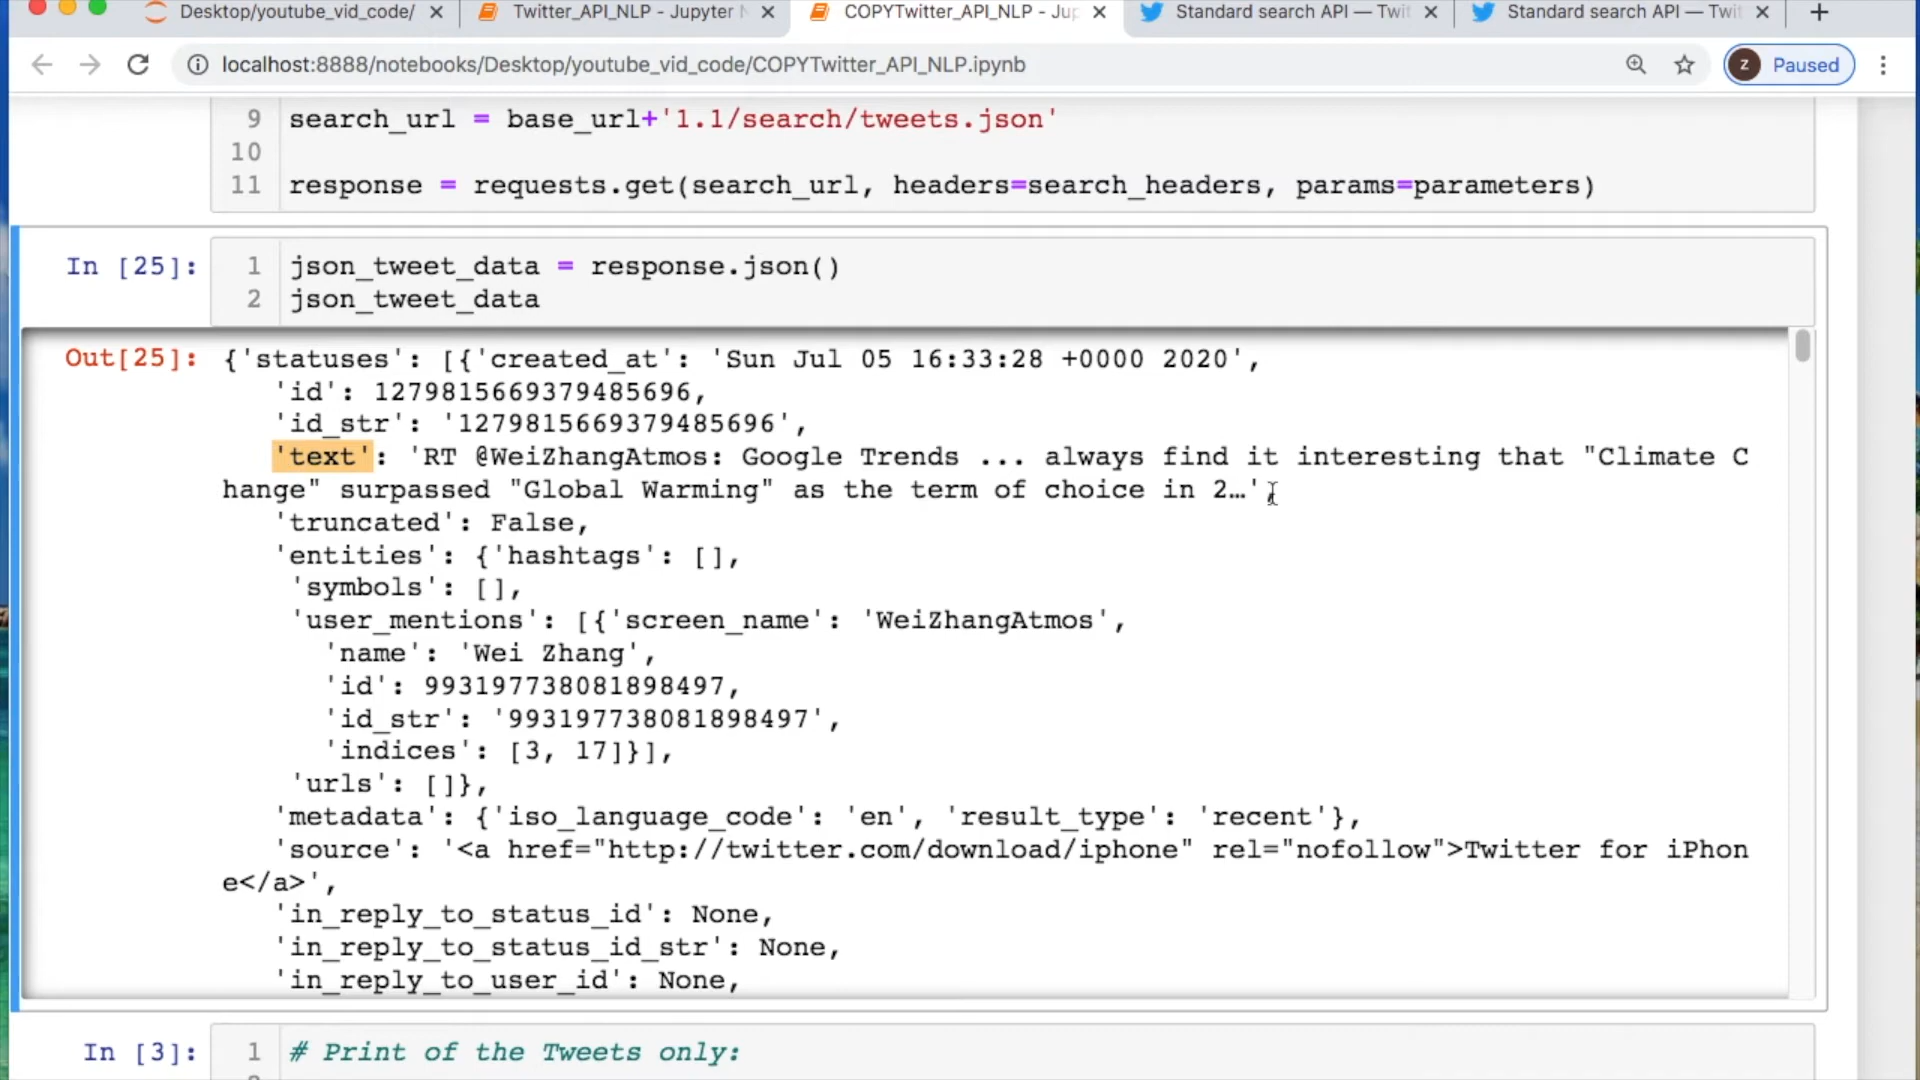 Desktop/youtube_vid_code/
Twitter_API_NLP - Jupyter N
COPYTwitter_API_NLP - Jup
Standard search API — Twit
Standard search API — Twit
localhost:8888/notebooks/Desktop/youtube_vid_code/COPYTwitter_API_NLP.ipynb
z Paused
9 search_url = base_url+'1.1/search/tweets.json'
10
11 response = requests.get(search_url, headers=search_headers, params=parameters)
In [25]: 1 json_tweet_data = response.json()
2 json_tweet_data
Out[25]: {'statuses': [{'created_at': 'Sun Jul 05 16:33:28 +0000 2020',
'id': 1279815669379485696,
'id_str': '1279815669379485696',
'text': 'RT @WeiZhangAtmos: Google Trends ... always find it interesting that "Climate C
hange" surpassed "Global Warming" as the term of choice in 2…',
'truncated': False,
'entities': {'hashtags': [],
'symbols': [],
'user_mentions': [{'screen_name': 'WeiZhangAtmos',
'name': 'Wei Zhang',
'id': 993197738081898497,
'id_str': '993197738081898497',
'indices': [3, 17]}],
'urls': []},
'metadata': {'iso_language_code': 'en', 'result_type': 'recent'},
'source': '<a href="http://twitter.com/download/iphone" rel="nofollow">Twitter for iPhon
e</a>',
'in_reply_to_status_id': None,
'in_reply_to_status_id_str': None,
'in_reply_to_user_id': None,
In [3]: 1 # Print of the Tweets only: